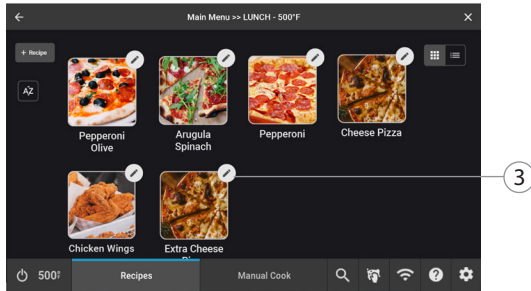 Main Menu >> LUNCH - 500°F
+ Recipe
AZ
Pepperoni
Olive
Arugula
Spinach
Pepperoni
Cheese Pizza
3
Chicken Wings
Extra Cheese
500°F
Recipes
Manual Cook